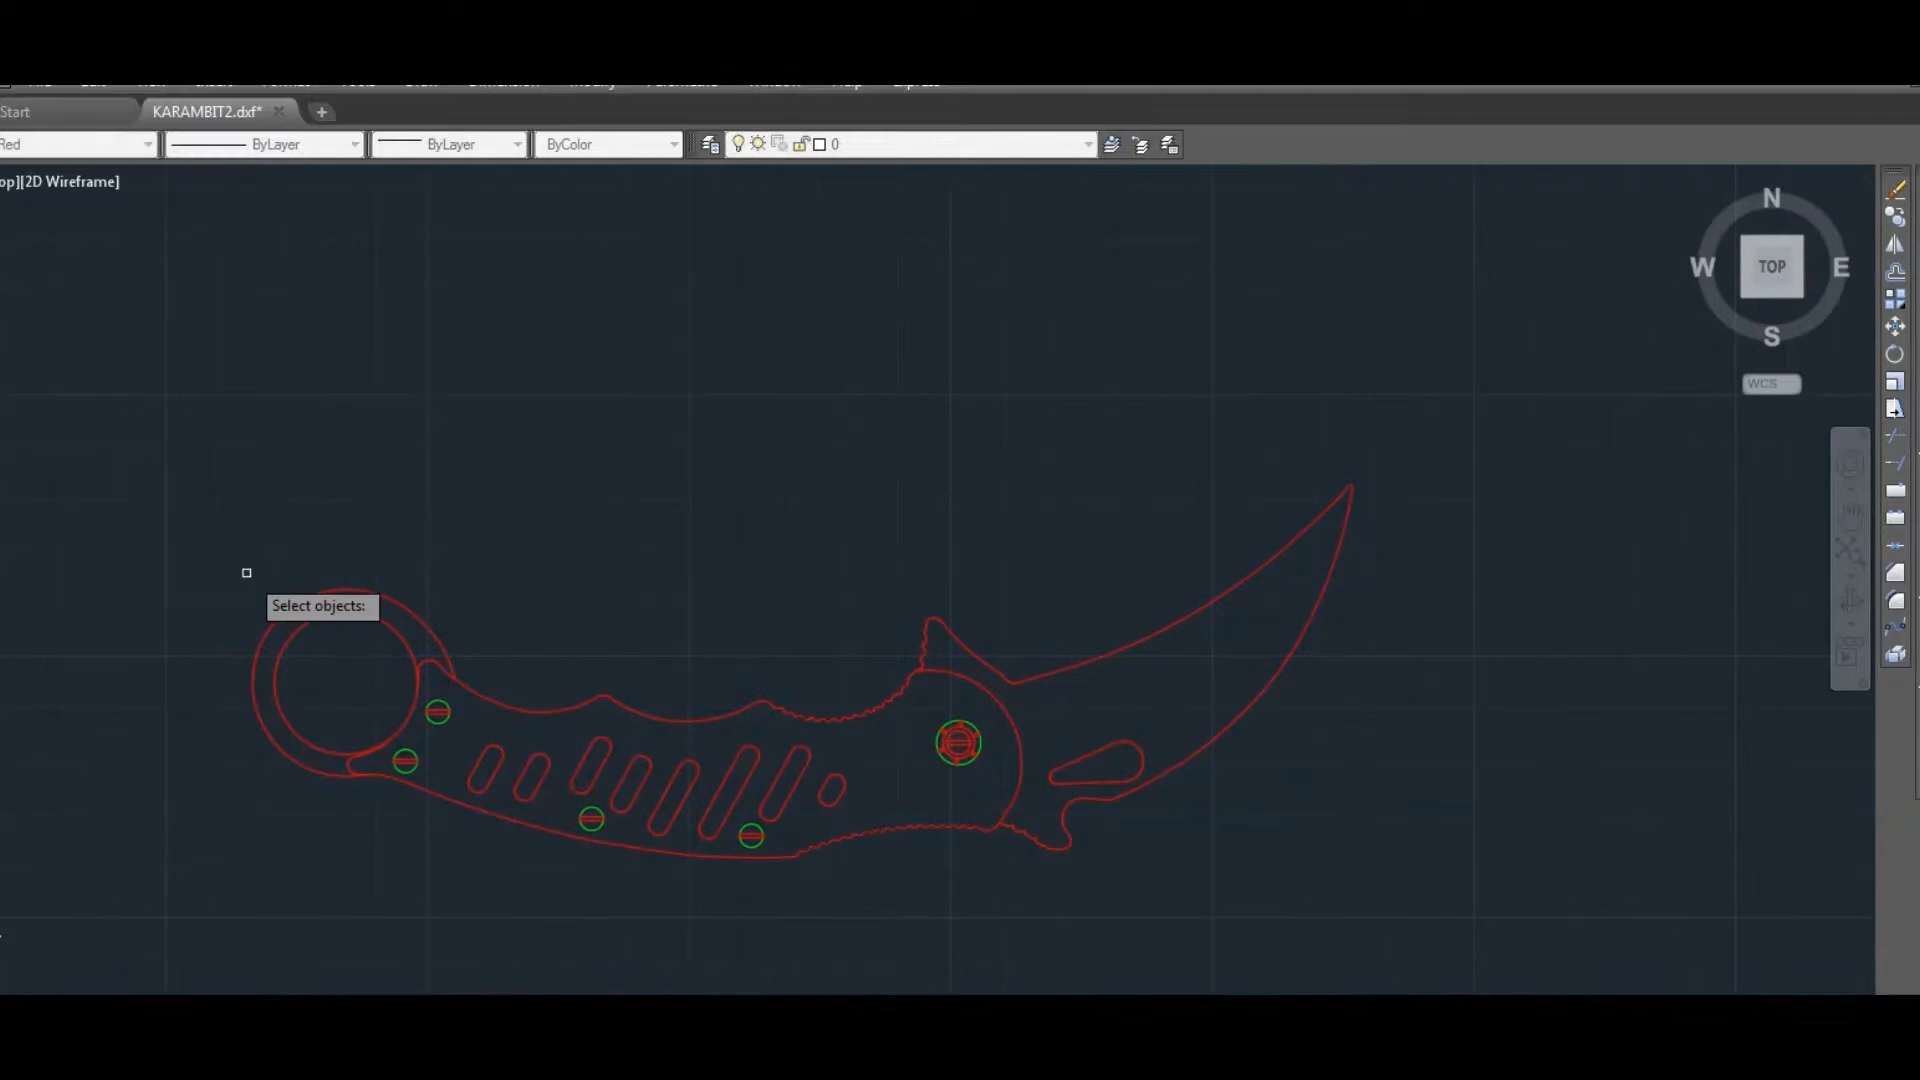 Start
KARAMBIT2.dxf*
Red
ByLayer
ByLayer
ByColor
0
op][2D Wireframe]
N
W
TOP
E
S
WCS
Select objects: